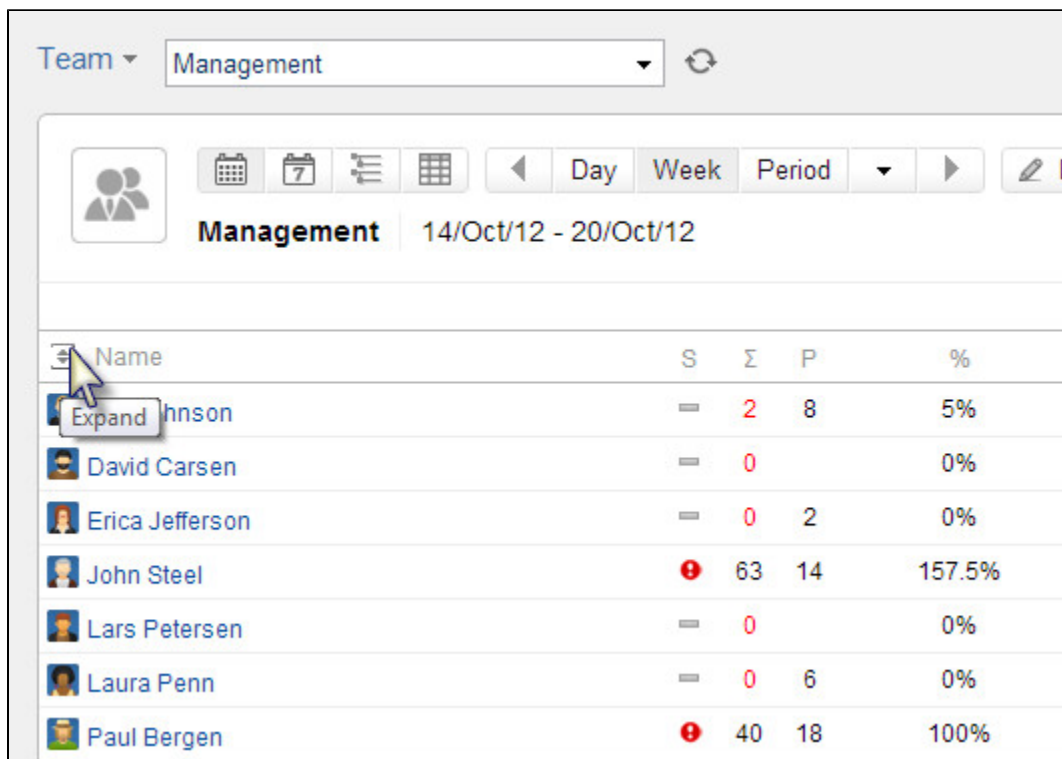 Team Management
7
Day Week Period
Management 14/Oct/12 - 20/Oct/12
Name S Σ P %
Expand hnson 2 8 5%
David Carsen 0 0%
Erica Jefferson 0 2 0%
John Steel 63 14 157.5%
Lars Petersen 0 0%
Laura Penn 0 6 0%
Paul Bergen 40 18 100%